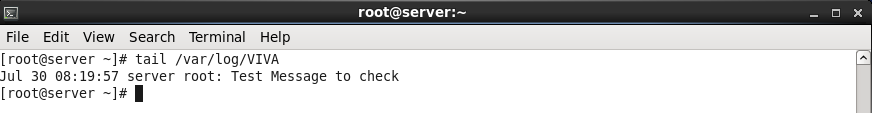 root@server:~
File Edit View Search Terminal Help
[root@server ~]# tail /var/log/VIVA
Jul 30 08:19:57 server root: Test Message to check
[root@server ~]#